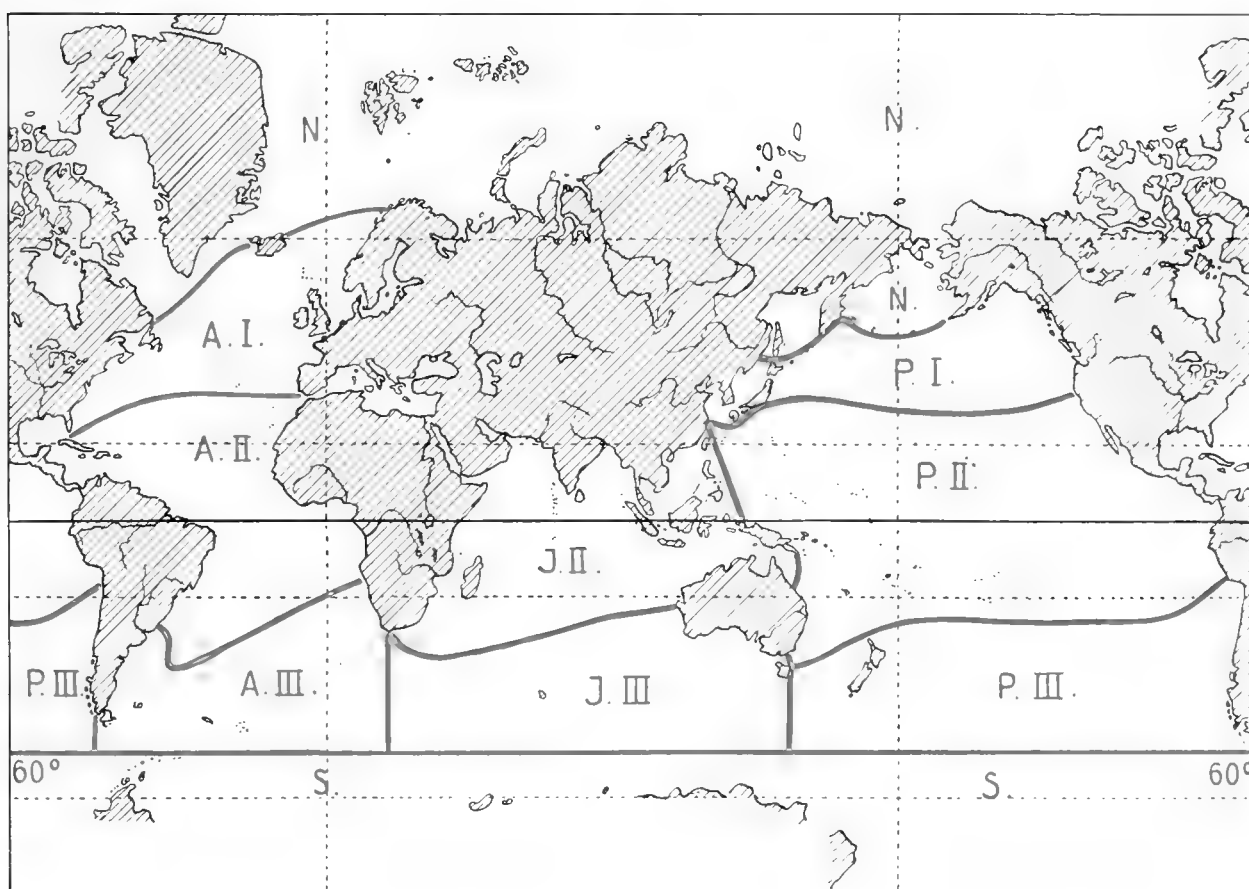 N. N.
N.
A.I.
P.I.
A.II.
P.II.
J.II.
P.III. A.III. J.III P.III.
60° S. S. 60°